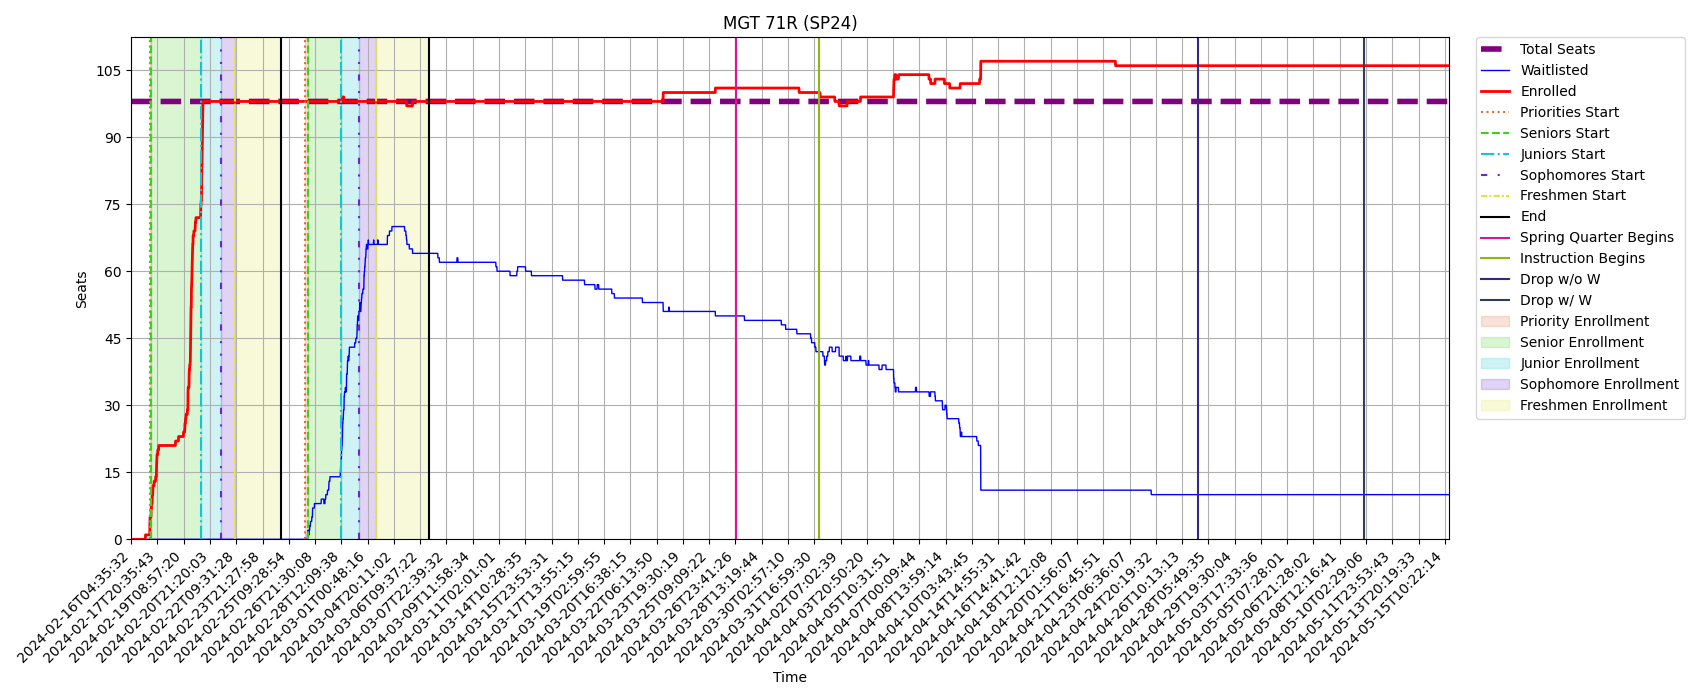 MGT 71R (SP24)
Seats
105
90
75
60
45
30
15
0
2024-02-16T04:35:32
2024-02-17T20:35:43
2024-02-19T08:57:20
2024-02-20T21:20:03
2024-02-22T09:31:28
2024-02-23T21:27:58
2024-02-25T09:28:54
2024-02-26T21:30:08
2024-02-28T12:09:38
2024-03-01T00:48:16
2024-03-04T20:11:02
2024-03-06T09:37:22
2024-03-07T22:39:32
2024-03-09T11:58:34
2024-03-11T02:01:01
2024-03-14T10:28:35
2024-03-15T23:53:31
2024-03-17T13:55:15
2024-03-19T02:59:55
2024-03-20T16:38:15
2024-03-22T06:13:50
2024-03-23T19:30:19
2024-03-25T09:09:22
2024-03-26T23:41:26
2024-03-28T13:19:44
2024-03-30T02:57:10
2024-03-31T16:59:30
2024-04-02T07:02:39
2024-04-03T20:50:20
2024-04-05T10:31:51
2024-04-07T00:09:44
2024-04-08T13:59:14
2024-04-10T03:43:45
2024-04-14T14:55:31
2024-04-16T14:41:42
2024-04-18T12:12:08
2024-04-20T01:56:07
2024-04-21T16:45:51
2024-04-23T06:36:07
2024-04-24T20:19:32
2024-04-26T10:13:13
2024-04-28T05:49:35
2024-04-29T19:30:04
2024-05-03T17:33:36
2024-05-05T07:28:01
2024-05-06T21:28:02
2024-05-08T12:16:41
2024-05-10T02:29:06
2024-05-11T23:53:43
2024-05-13T20:19:33
2024-05-15T10:22:14
Time
Total Seats
Waitlisted
Enrolled
Priorities Start
Seniors Start
Juniors Start
Sophomores Start
Freshmen Start
End
Spring Quarter Begins
Instruction Begins
Drop w/o W
Drop w/ W
Priority Enrollment
Senior Enrollment
Junior Enrollment
Sophomore Enrollment
Freshmen Enrollment